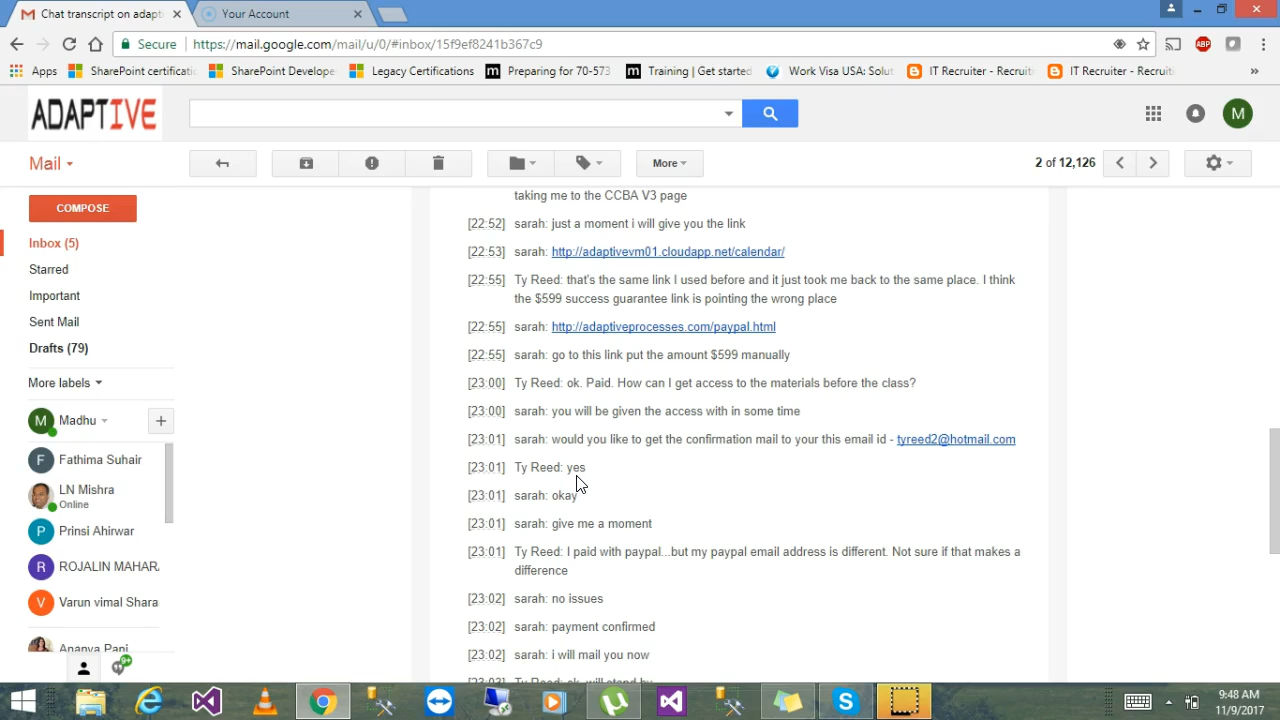 Chat transcript on adapt
Your Account
Secure
https://mail.google.com/mail/u/0/#inbox/15f9ef8241b367c9
ABP
Apps
SharePoint certificatio
SharePoint Develope
Legacy Certifications
m
Preparing for 70-573
m
Training | Get started
Work Visa USA: Solut
IT Recruiter - Recruit
IT Recruiter - Recruiti
»
ADAPTIVE
M
Mail
More
2 of 12,126
COMPOSE
Inbox (5)
Starred
Important
Sent Mail
Drafts (79)
More labels
M
Madhu
+
F
Fathima Suhair
LN Mishra
Online
P
Prinsi Ahirwar
R
ROJALIN MAHAR
V
Varun vimal Shara
Ananya Pani
9+
taking me to the CCBA V3 page
[22:52] sarah: just a moment i will give you the link
[22:53] sarah: http://adaptivevm01.cloudapp.net/calendar/
[22:55] Ty Reed: that's the same link I used before and it just took me back to the same place. I think
the $599 success guarantee link is pointing the wrong place
[22:55] sarah: http://adaptiveprocesses.com/paypal.html
[22:55] sarah: go to this link put the amount $599 manually
[23:00] Ty Reed: ok. Paid. How can I get access to the materials before the class?
[23:00] sarah: you will be given the access with in some time
[23:01] sarah: would you like to get the confirmation mail to your this email id - tyreed2@hotmail.com
[23:01] Ty Reed: yes
[23:01] sarah: okay
[23:01] sarah: give me a moment
[23:01] Ty Reed: I paid with paypal...but my paypal email address is different. Not sure if that makes a
difference
[23:02] sarah: no issues
[23:02] sarah: payment confirmed
[23:02] sarah: i will mail you now
[23:03] Ty Reed: ok, will stand by
9:48 AM
11/9/2017